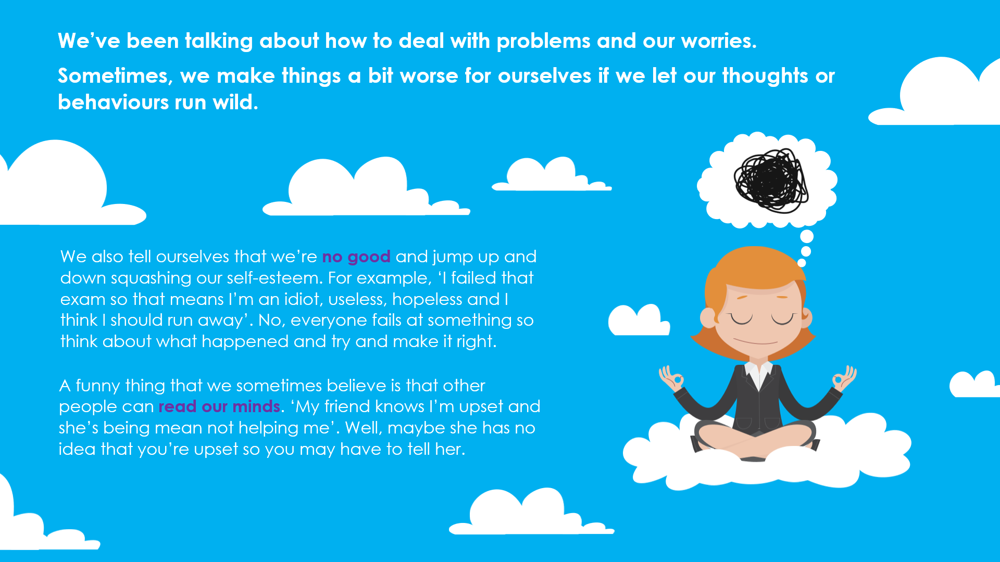 We’ve been talking about how to deal with problems and our worries.
Sometimes, we make things a bit worse for ourselves if we let our thoughts or
behaviours run wild.
We also tell ourselves that we’re no good and jump up and
down squashing our self-esteem. For example, ‘I failed that
exam so that means I’m an idiot, useless, hopeless and I
think I should run away’. No, everyone fails at something so
think about what happened and try and make it right.
A funny thing that we sometimes believe is that other
people can read our minds. ‘My friend knows I’m upset and
she’s being mean not helping me’. Well, maybe she has no
idea that you’re upset so you may have to tell her.